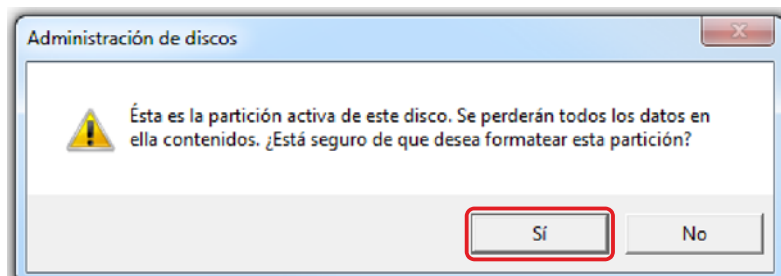 Administración de discos
Ésta es la partición activa de este disco. Se perderán todos los datos en
ella contenidos. ¿Está seguro de que desea formatear esta partición?
Sí No